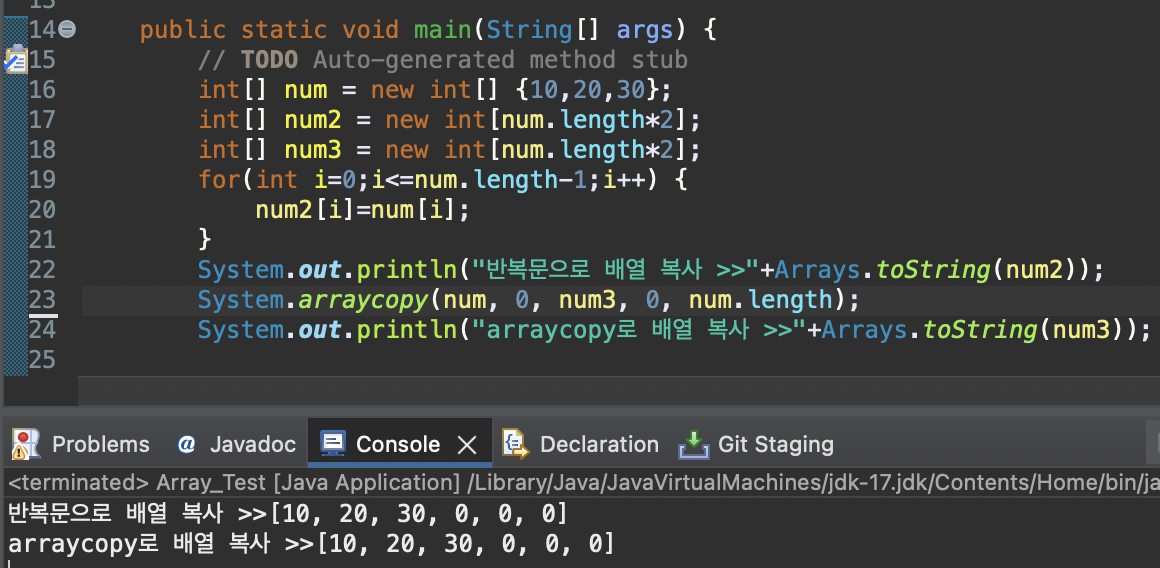 14 public static void main(String[] args) {
15 // TODO Auto-generated method stub
16 int[] num = new int[] {10,20,30};
17 int[] num2 = new int[num.length*2];
18 int[] num3 = new int[num.length*2];
19 for(int i=0;i<=num.length-1;i++) {
20 num2[i]=num[i];
21 }
22 System.out.println("반복문으로 배열 복사 >>"+Arrays.toString(num2));
23 System.arraycopy(num, 0, num3, 0, num.length);
24 System.out.println("arraycopy로 배열 복사 >>"+Arrays.toString(num3));
25
Problems @ Javadoc Console Declaration Git Staging
<terminated> Array_Test [Java Application] /Library/Java/JavaVirtualMachines/jdk-17.jdk/Contents/Home/bin/ja
반복문으로 배열 복사 >>[10, 20, 30, 0, 0, 0]
arraycopy로 배열 복사 >>[10, 20, 30, 0, 0, 0]